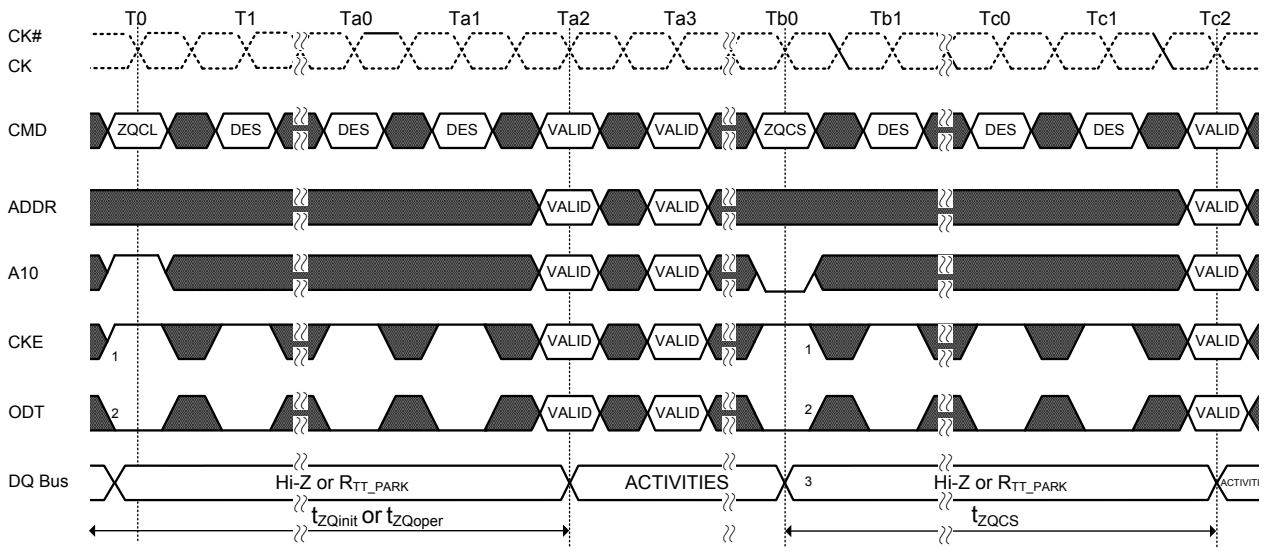 T0 T1 Ta0 Ta1 Ta2 Ta3 Tb0 Tb1 Tc0 Tc1 Tc2
CK#
CK
CMD ZQCL DES DES DES VALID VALID ZQCS DES DES DES VALID
ADDR VALID VALID VALID
A10 VALID VALID VALID
CKE 1 VALID VALID 1 VALID
ODT 2 VALID VALID 2 VALID
DQ Bus Hi-Z or RTT_PARK ACTIVITIES 3 Hi-Z or RTT_PARK ACTIVITI
tZQinit or tZQoper tZQCS